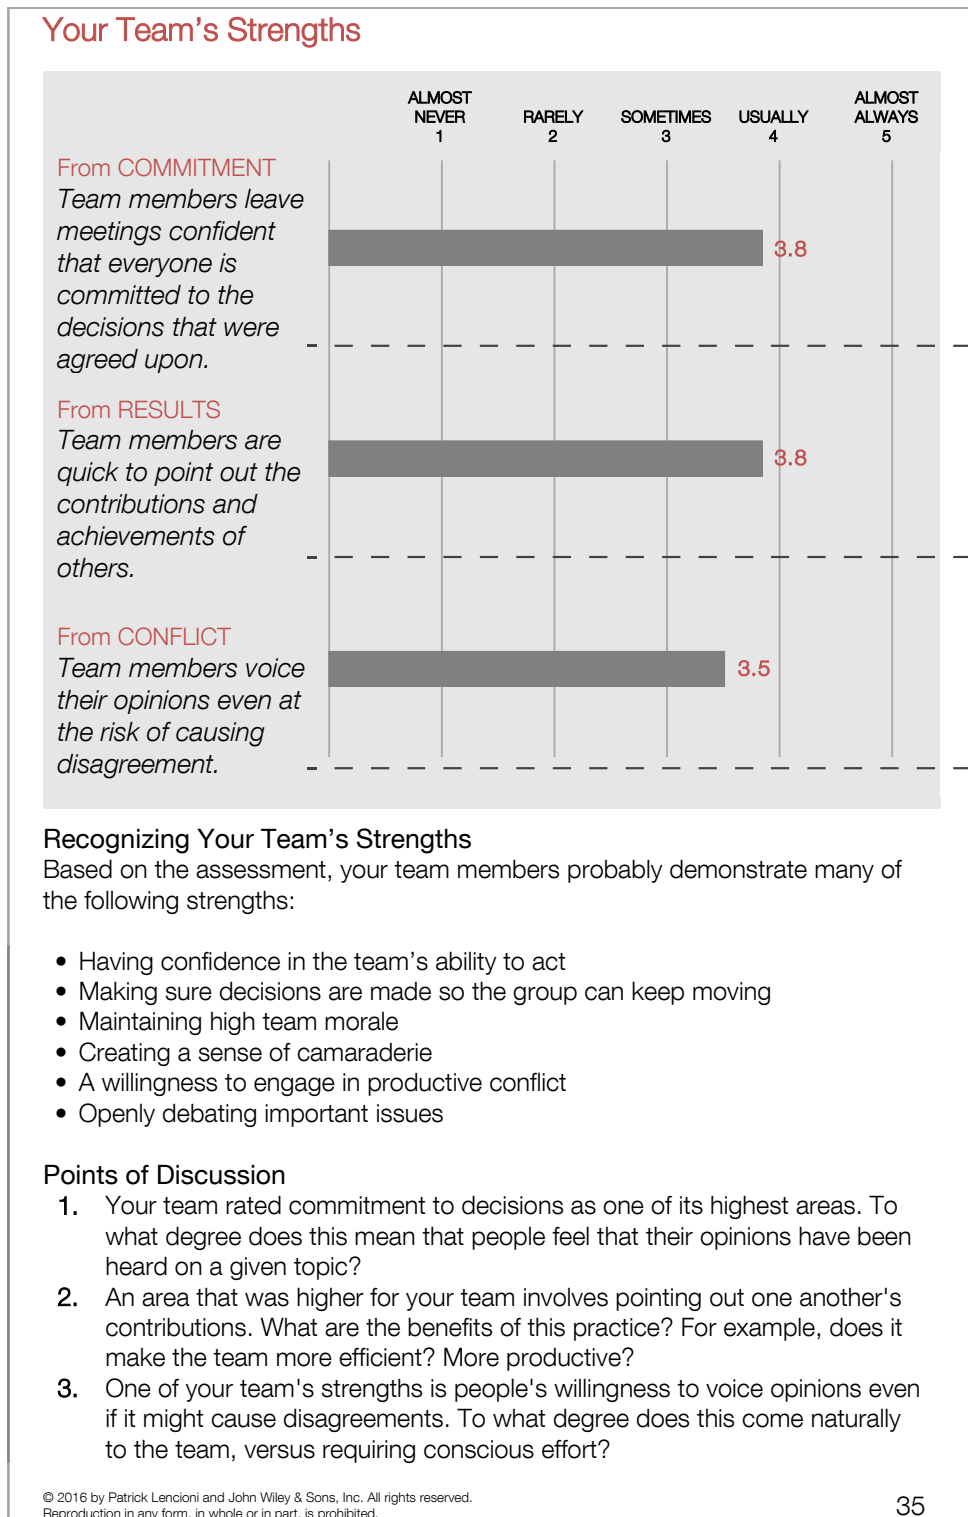 Your Team's Strengths
ALMOST
NEVER
1
RARELY
2
SOMETIMES
3
USUALLY
4
ALMOST
ALWAYS
5
From COMMITMENT
Team members leave
meetings confident
that everyone is
committed to the
decisions that were
agreed upon.
3.8
From RESULTS
Team members are
quick to point out the
contributions and
achievements of
others.
3.8
From CONFLICT
Team members voice
their opinions even at
the risk of causing
disagreement.
3.5
Recognizing Your Team's Strengths
Based on the assessment, your team members probably demonstrate many of
the following strengths:
• Having confidence in the team's ability to act
• Making sure decisions are made so the group can keep moving
• Maintaining high team morale
• Creating a sense of camaraderie
• A willingness to engage in productive conflict
• Openly debating important issues
Points of Discussion
1. Your team rated commitment to decisions as one of its highest areas. To
what degree does this mean that people feel that their opinions have been
heard on a given topic?
2. An area that was higher for your team involves pointing out one another's
contributions. What are the benefits of this practice? For example, does it
make the team more efficient? More productive?
3. One of your team's strengths is people's willingness to voice opinions even
if it might cause disagreements. To what degree does this come naturally
to the team, versus requiring conscious effort?
© 2016 by Patrick Lencioni and John Wiley & Sons, Inc. All rights reserved.
Reproduction in any form, in whole or in part, is prohibited.
35